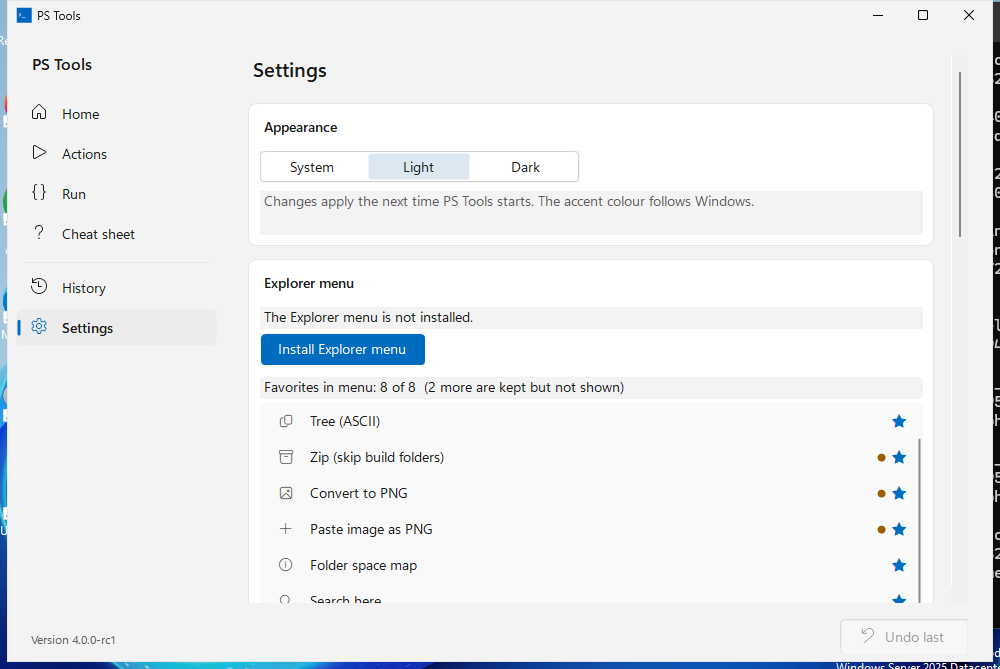 PS Tools
PS Tools
Home
Actions
Run
Cheat sheet
History
Settings
Version 4.0.0-rc1
Settings
Appearance
System Light Dark
Changes apply the next time PS Tools starts. The accent colour follows Windows.
Explorer menu
The Explorer menu is not installed.
Install Explorer menu
Favorites in menu: 8 of 8 (2 more are kept but not shown)
Tree (ASCII)
Zip (skip build folders)
Convert to PNG
Paste image as PNG
Folder space map
Search here
Undo last
Windows Server 2025 Datacent